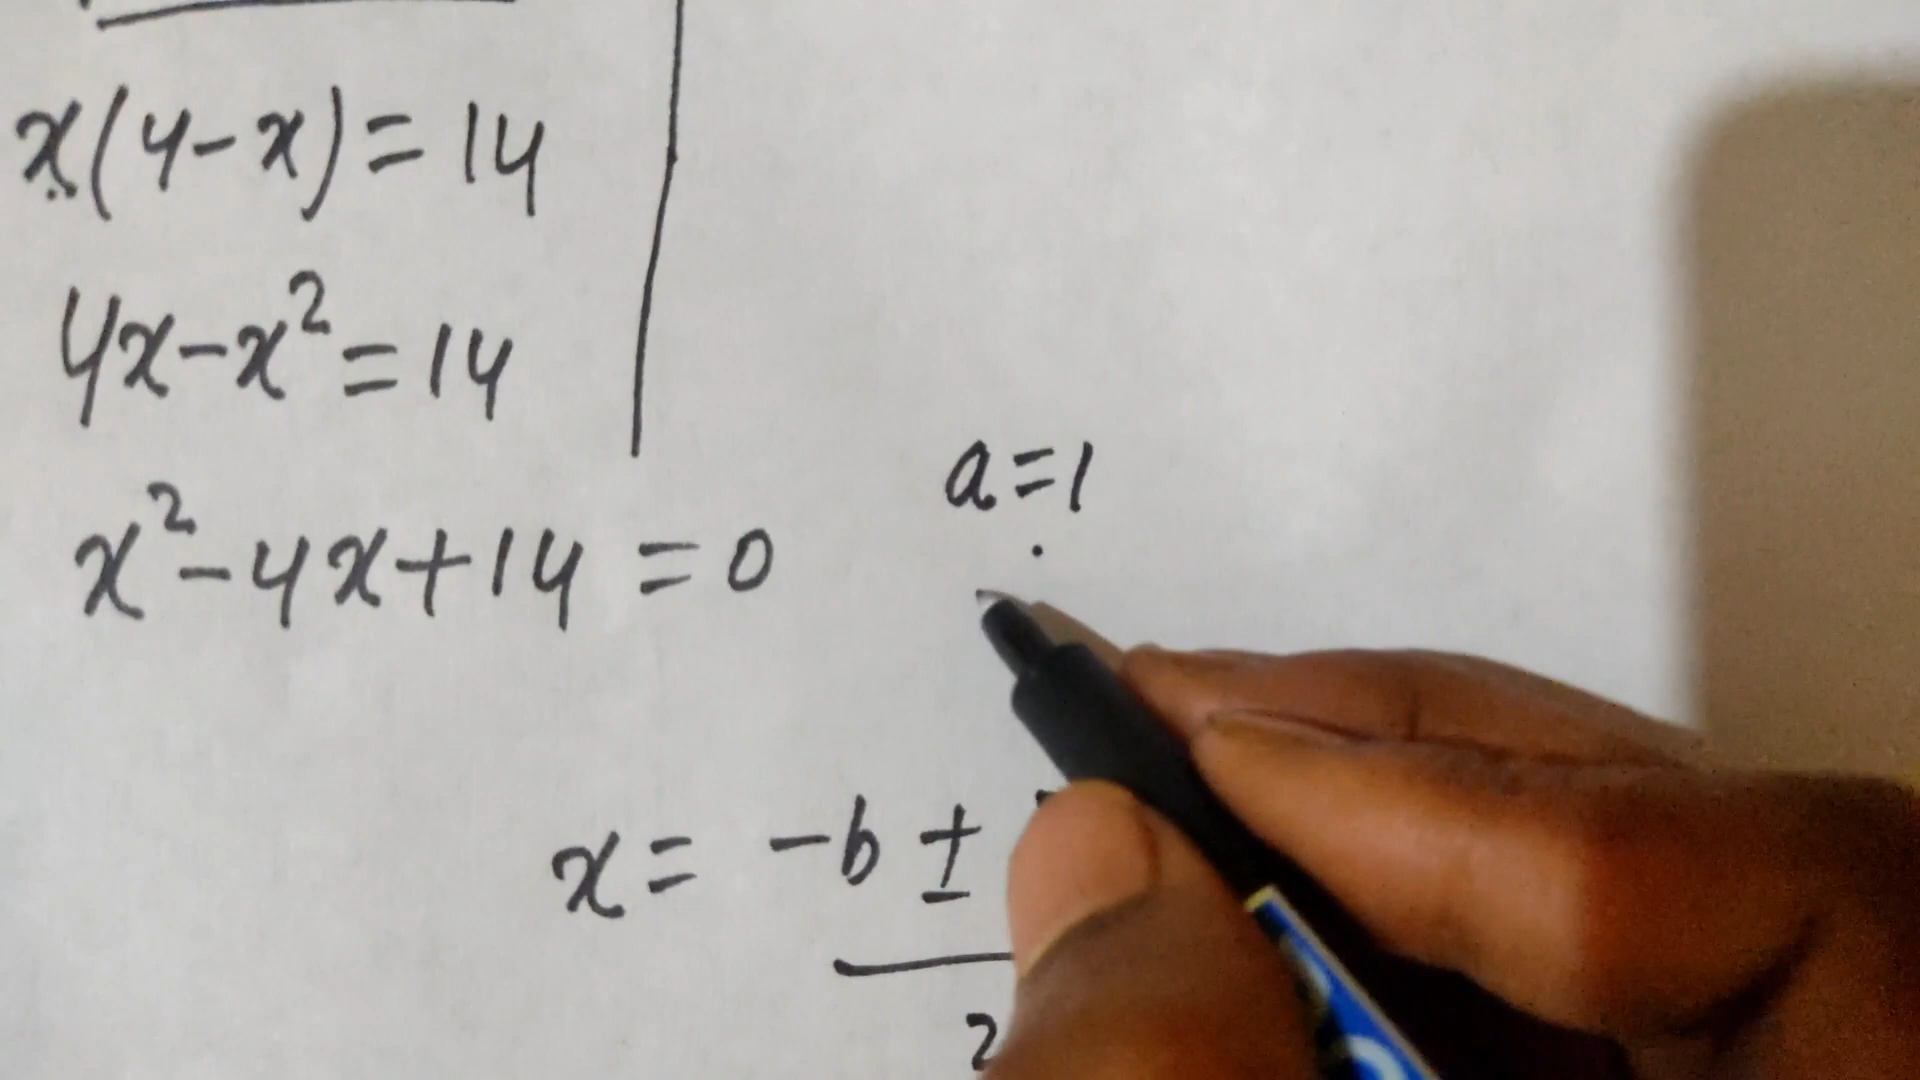 x(4-x)=14
4x-x²=14
x²-4x+14=0
a=1
x= -b ±
2